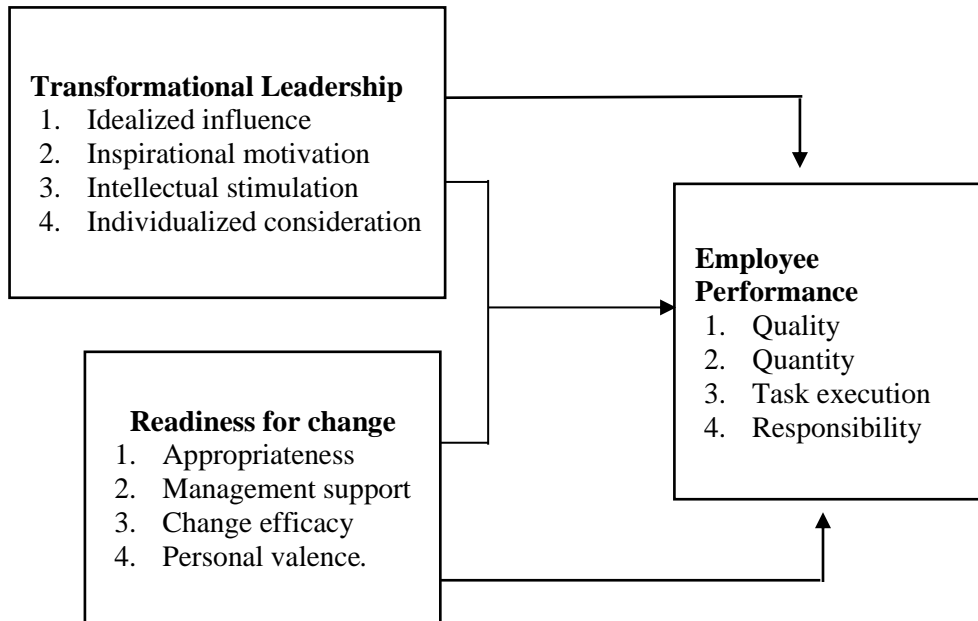 Transformational Leadership
1. Idealized influence
2. Inspirational motivation
3. Intellectual stimulation
4. Individualized consideration
Employee
Performance
1. Quality
2. Quantity
3. Task execution
4. Responsibility
Readiness for change
1. Appropriateness
2. Management support
3. Change efficacy
4. Personal valence.